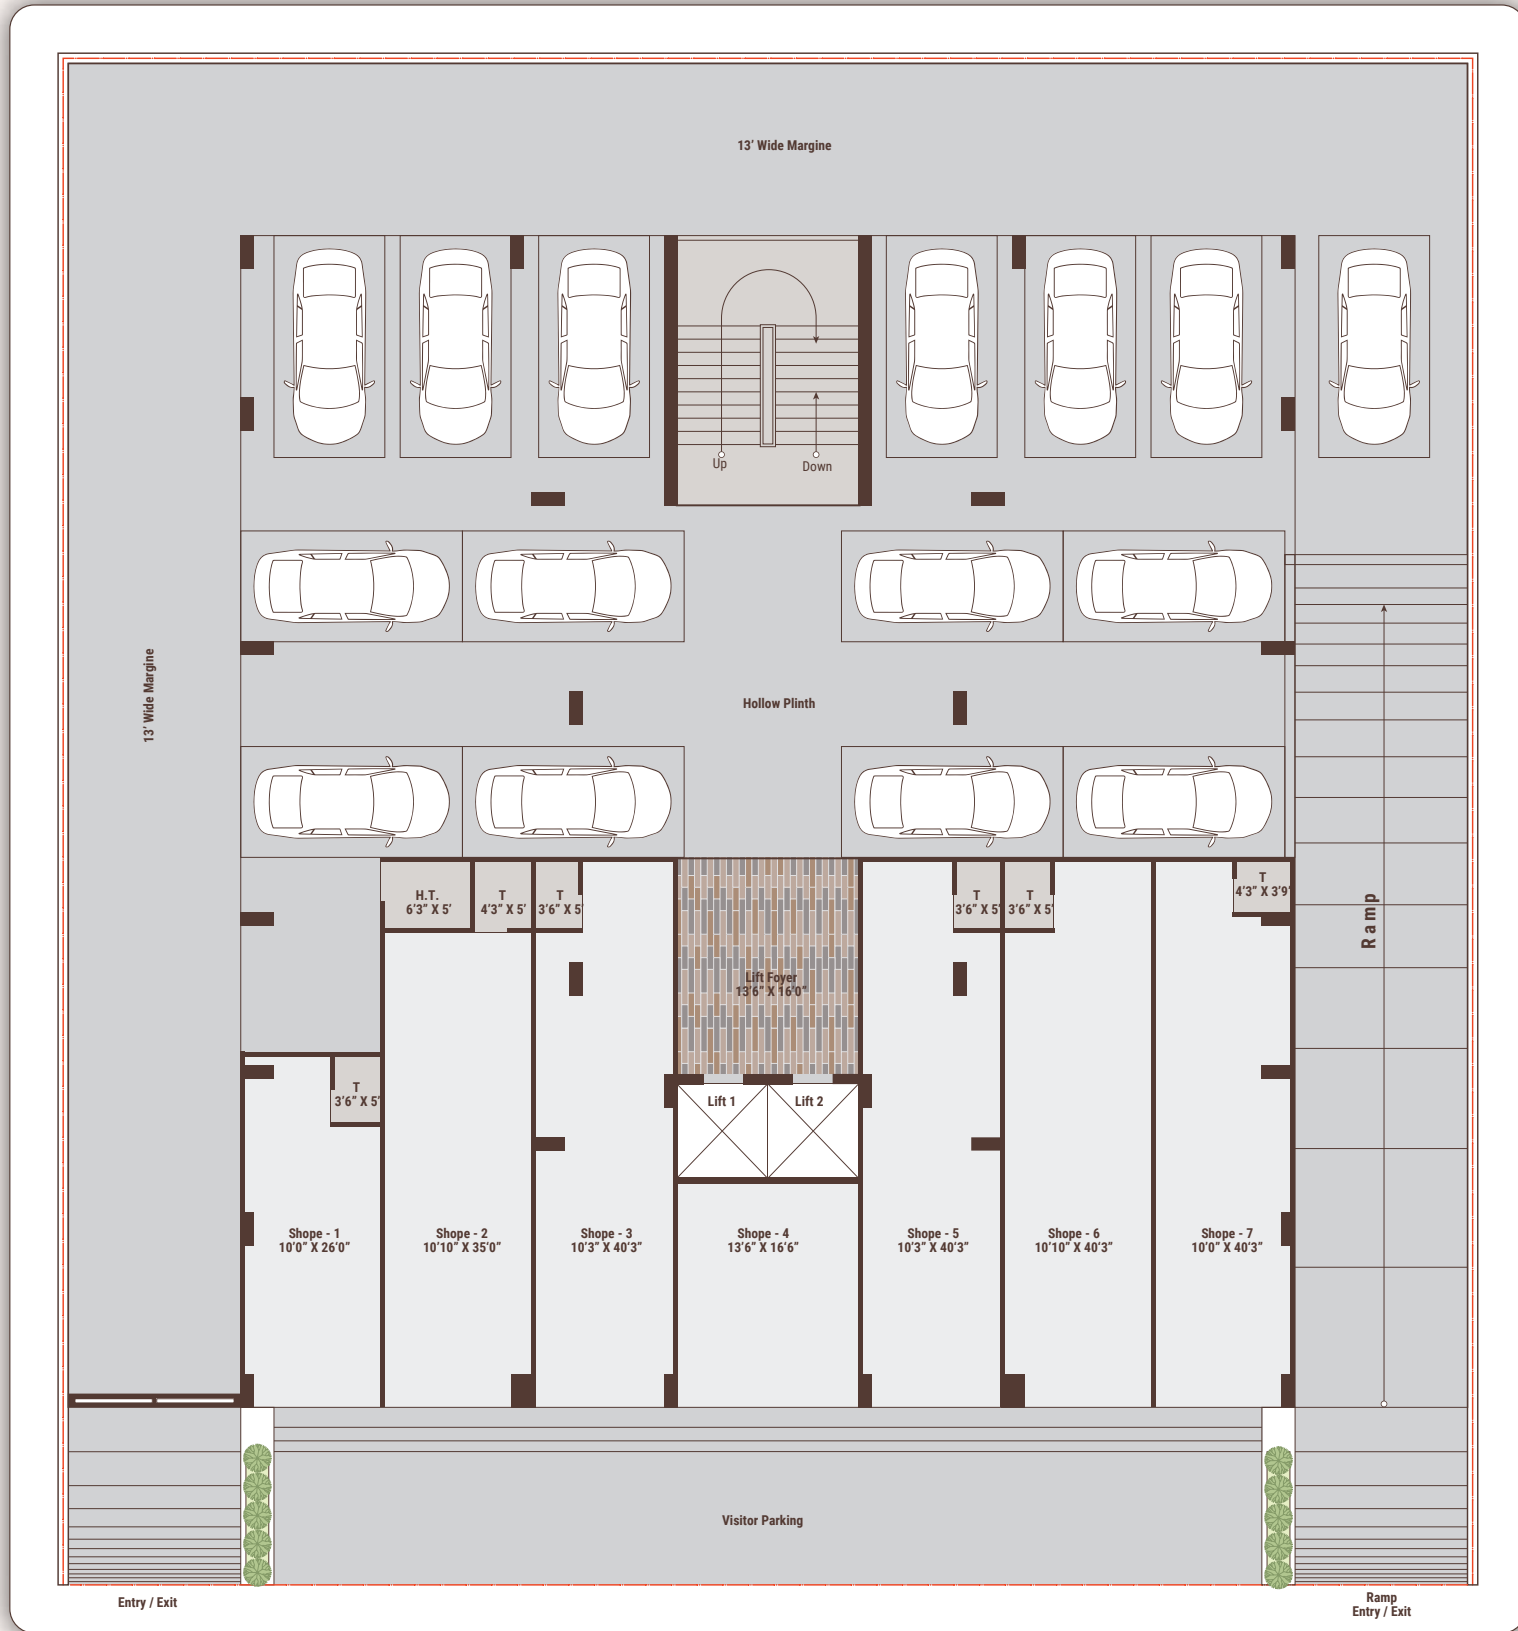 13' Wide Margine
Up
Down
13' Wide Margine
Hollow Plinth
H.T.
6'3" X 5'
T
4'3" X 5'
T
3'6" X 5'
T
3'6" X 5'
T
3'6" X 5'
T
4'3" X 3'9"
Ramp
Lift Foyer
13'6" X 16'0"
T
3'6" X 5'
Lift 1
Lift 2
Shope - 1
10'0" X 26'0"
Shope - 2
10'10" X 35'0"
Shope - 3
10'3" X 40'3"
Shope - 4
13'6" X 16'6"
Shope - 5
10'3" X 40'3"
Shope - 6
10'10" X 40'3"
Shope - 7
10'0" X 40'3"
Visitor Parking
Entry / Exit
Ramp
Entry / Exit